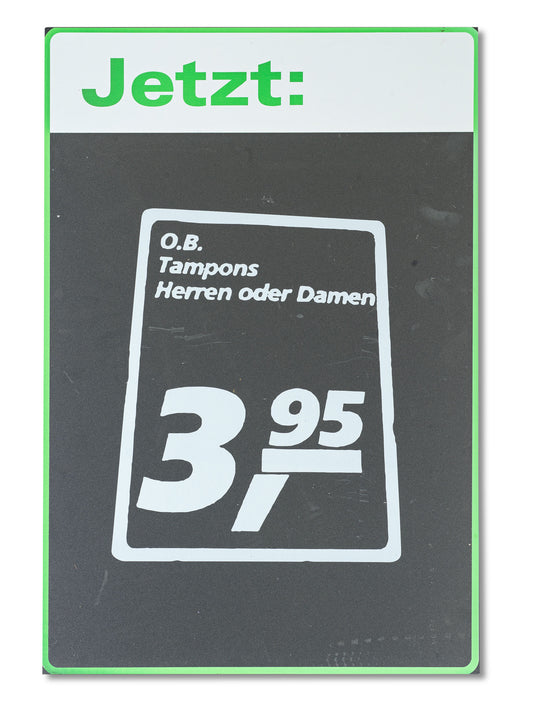 Jetzt:
O.B.
Tampons
Herren oder Damen
3,95